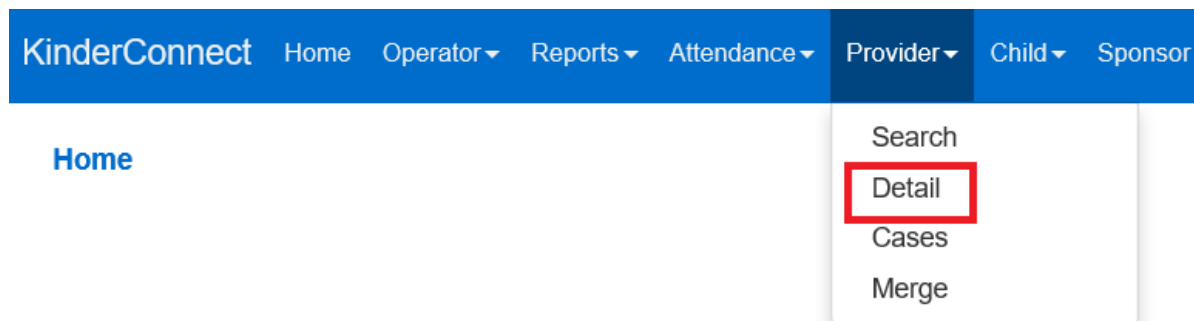 KinderConnect Home Operator Reports Attendance Provider Child Sponsor
Home
Search
Detail
Cases
Merge